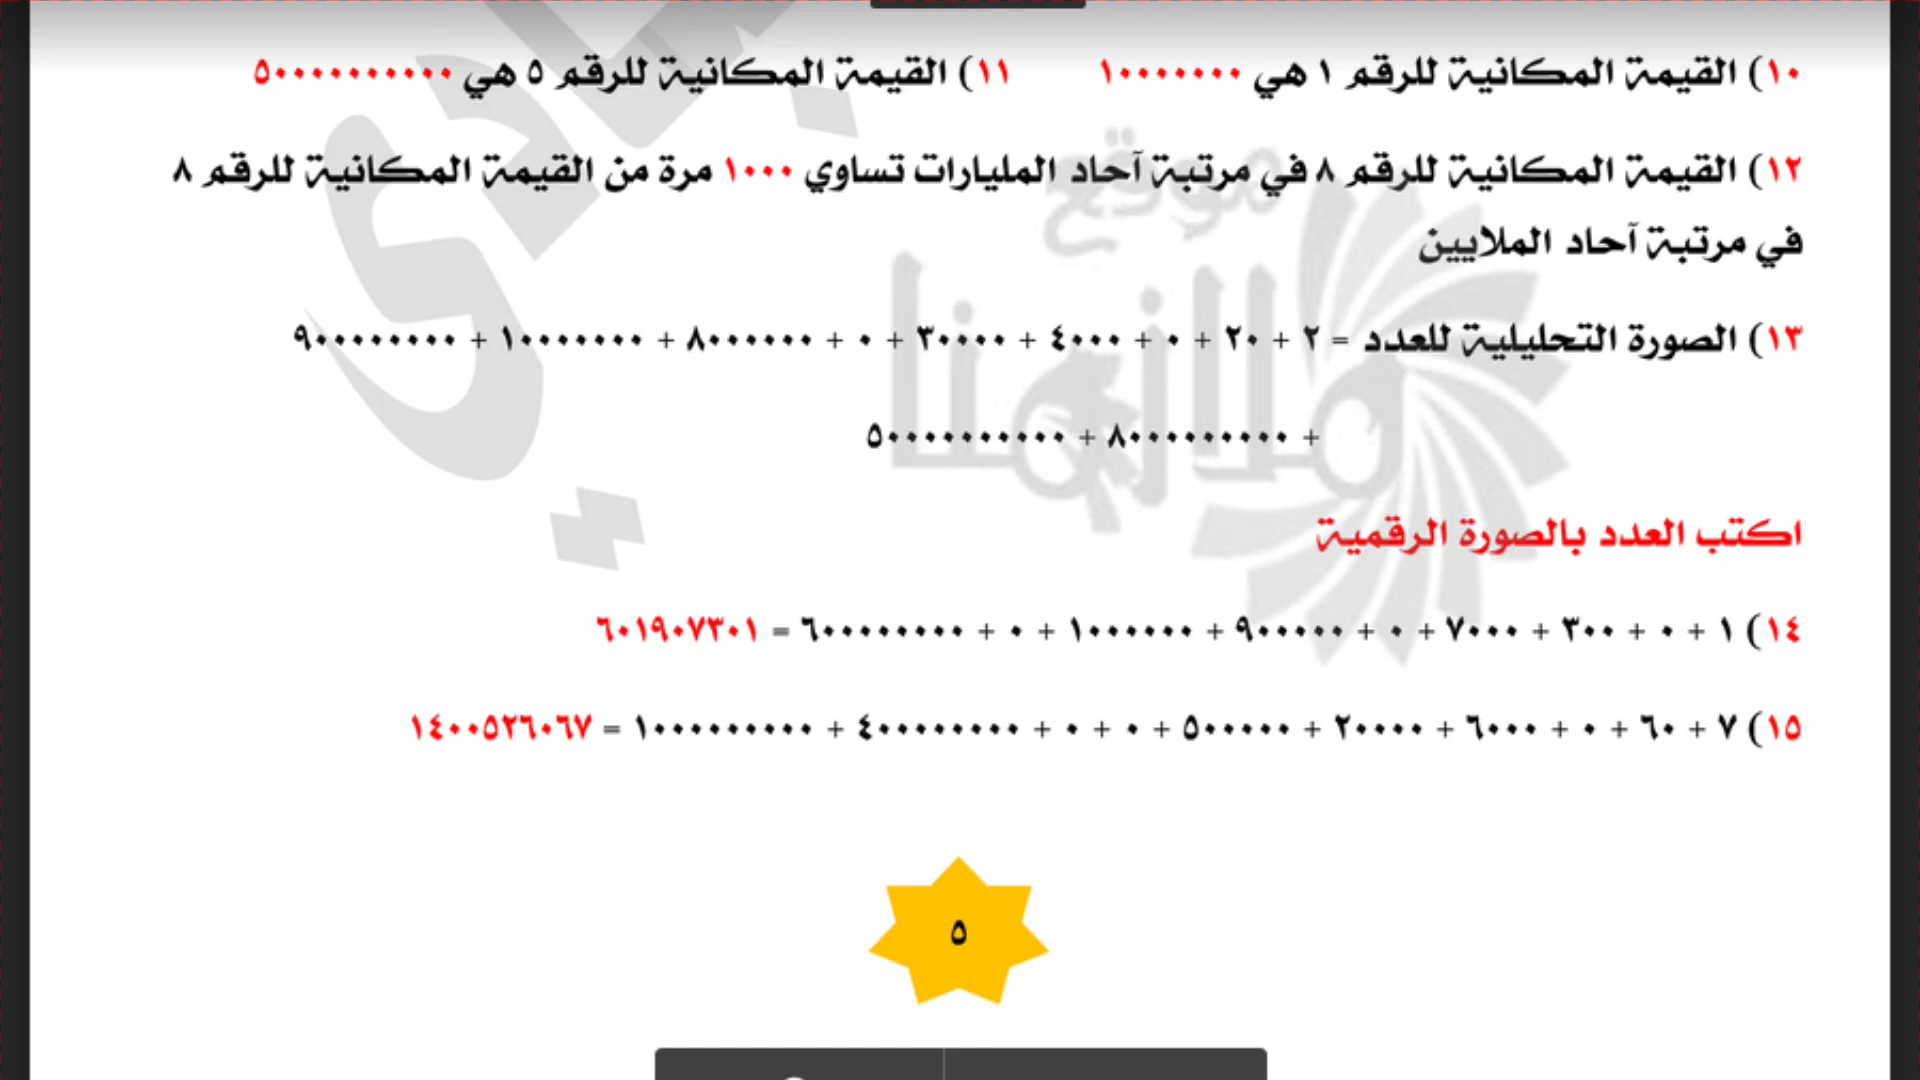 ١٠) القيمة المكانية للرقم ١ هي ١٠٠٠٠٠٠٠ ١١) القيمة المكانية للرقم ٥ هي ٥٠٠٠٠٠٠٠٠٠٠
١٢) القيمة المكانية للرقم ٨ في مرتبة آحاد المليارات تساوي ١٠٠٠ مرة من القيمة المكانية للرقم ٨
في مرتبة آحاد الملايين
١٣) الصورة التحليلية للعدد = ٢ + ٢٠ + ٠ + ٤٠٠٠ + ٣٠٠٠٠ + ٠ + ٨٠٠٠٠٠٠ + ١٠٠٠٠٠٠٠ + ٩٠٠٠٠٠٠٠٠
+ ٨٠٠٠٠٠٠٠٠٠ + ٥٠٠٠٠٠٠٠٠٠٠
اكتب العدد بالصورة الرقمية
١٤) ١ + ٠ + ٣٠٠ + ٧٠٠٠ + ٠ + ٩٠٠٠٠٠ + ١٠٠٠٠٠٠ + ٠ + ٦٠٠٠٠٠٠٠٠ = ٦٠١٩٠٧٣٠١
١٥) ٧ + ٦٠ + ٠ + ٦٠٠٠ + ٢٠٠٠٠ + ٥٠٠٠٠٠ + ٠ + ٠ + ٤٠٠٠٠٠٠٠٠ + ١٠٠٠٠٠٠٠٠٠ = ١٤٠٠٥٢٦٠٦٧
٥
موقع
ملازمنا